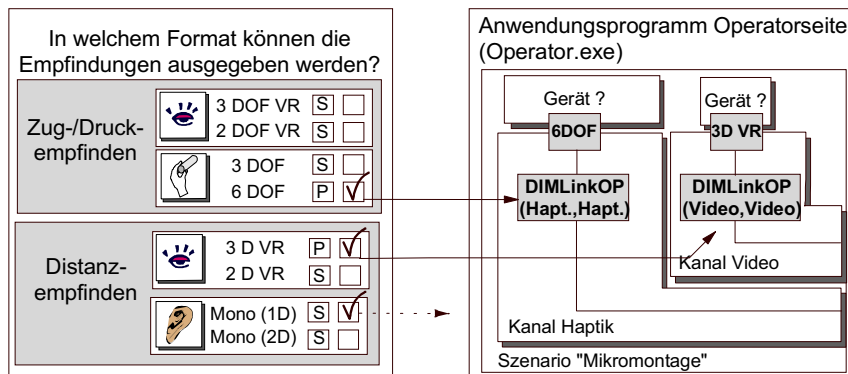 In welchem Format können die
Empfindungen ausgegeben werden?
Zug-/Druck-
empfinden
3 DOF VR S
2 DOF VR S
3 DOF S
6 DOF P
Distanz-
empfinden
3 D VR P
2 D VR S
Mono (1D) S
Mono (2D) S
Anwendungsprogramm Operatorseite
(Operator.exe)
Gerät ?
6DOF
DIMLinkOP
(Hapt.,Hapt.)
Gerät ?
3D VR
DIMLinkOP
(Video,Video)
Kanal Video
Kanal Haptik
Szenario "Mikromontage"